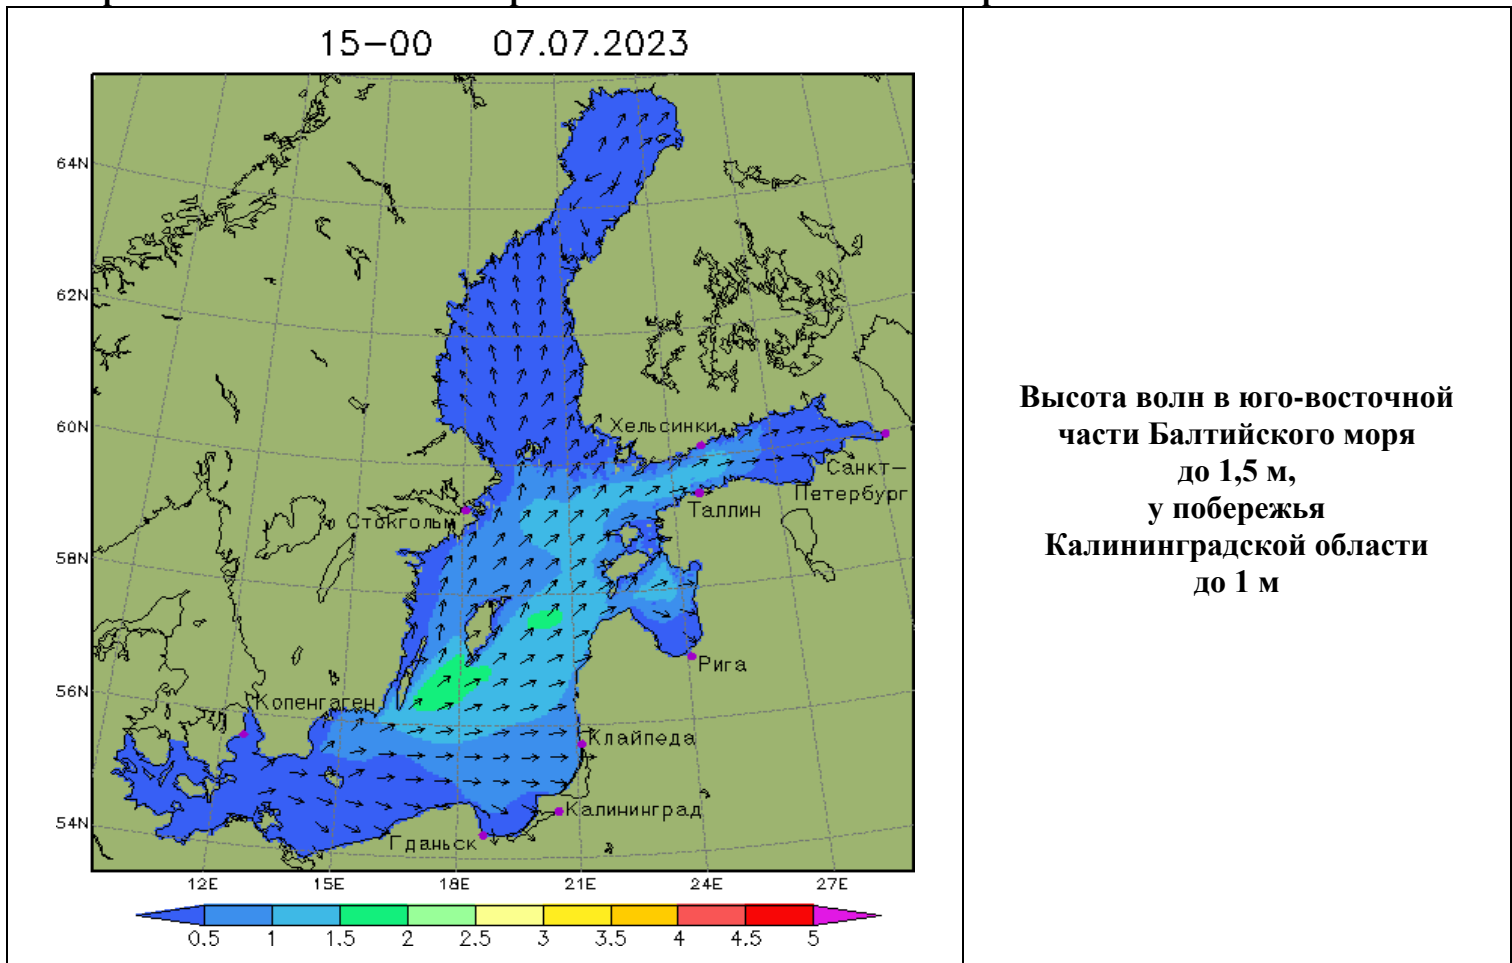 15-00 07.07.2023
64N
62N
60N
58N
56N
54N
Хельсинки
Санкт-
Петербург
Таллин
Стокгольм
Рига
Копенгаген
Клайпеда
Калининград
Гданьск
12E 15E 18E 21E 24E 27E
0.5 1 1.5 2 2.5 3 3.5 4 4.5 5
Высота волн в юго-восточной
части Балтийского моря
до 1,5 м,
у побережья
Калининградской области
до 1 м